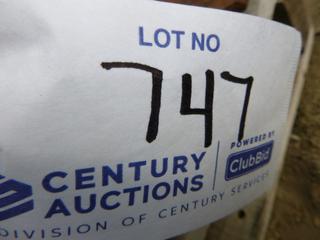 LOT NO
747
CENTURY
AUCTIONS
POWERED BY
ClubBid
DIVISION OF CENTURY SERVICES